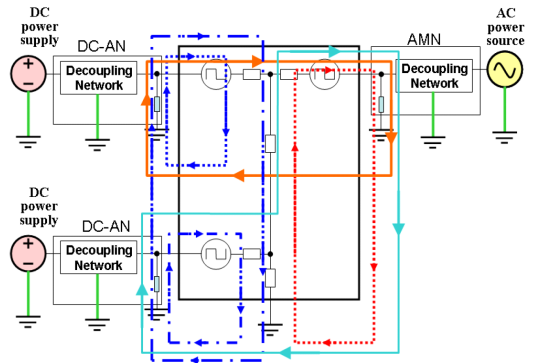 DC
power
supply
DC-AN
Decoupling
Network
AMN
Decoupling
Network
AC
power
source
DC
power
supply
DC-AN
Decoupling
Network